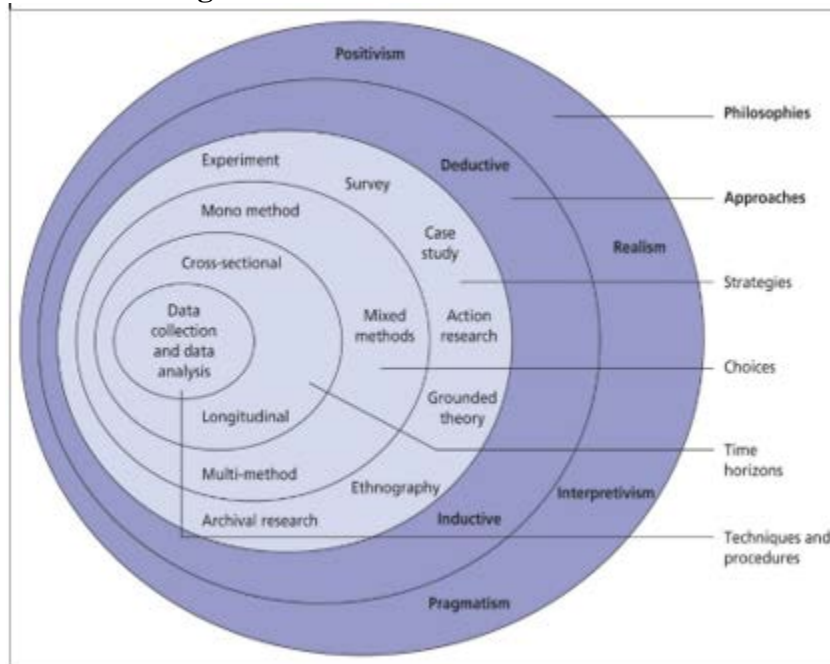 Positivism
Philosophies
Experiment
Deductive
Survey
Approaches
Mono method
Case
study
Realism
Cross-sectional
Strategies
Data
collection
and data
analysis
Mixed
methods
Action
research
Choices
Longitudinal
Grounded
theory
Time
horizons
Multi-method
Ethnography
Interpretivism
Archival research
Inductive
Techniques and
procedures
Pragmatism